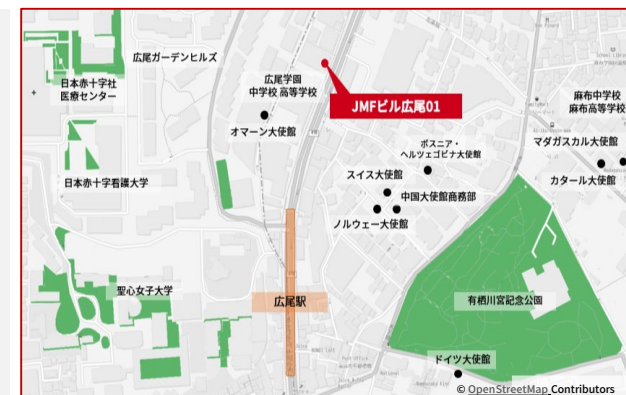 広尾ガーデンヒルズ
日本赤十字社
医療センター
広尾学園
中学校 高等学校
オマーン大使館
JMFビル広尾01
麻布中学校
麻布高等学校
マダガスカル大使館
カタール大使館
ボスニア・
ヘルツェゴビナ大使館
スイス大使館
中国大使館商務部
ノルウェー大使館
日本赤十字看護大学
聖心女子大学
広尾駅
有栖川宮記念公園
ドイツ大使館
© OpenStreetMap Contributors